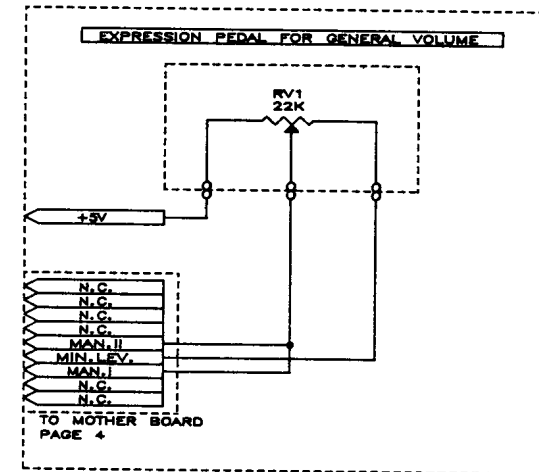 EXPRESSION PEDAL FOR GENERAL VOLUME
RV1
22K
+5V
N.C.
N.C.
N.C.
N.C.
MAN.II
MIN.LEV.
MAN.I
N.C.
N.C.
TO MOTHER BOARD
PAGE 4